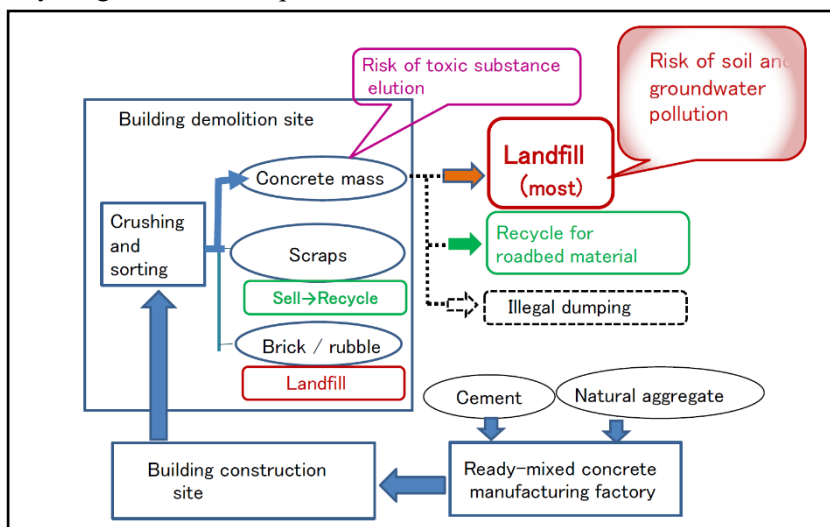 Risk of toxic substance
elution
Risk of soil and
groundwater
pollution
Building demolition site
Concrete mass
Landfill
(most)
Crushing
and
sorting
Recycle for
roadbed material
Scraps
Sell→Recycle
Illegal dumping
Brick / rubble
Landfill
Cement
Natural aggregate
Building construction
site
Ready-mixed concrete
manufacturing factory